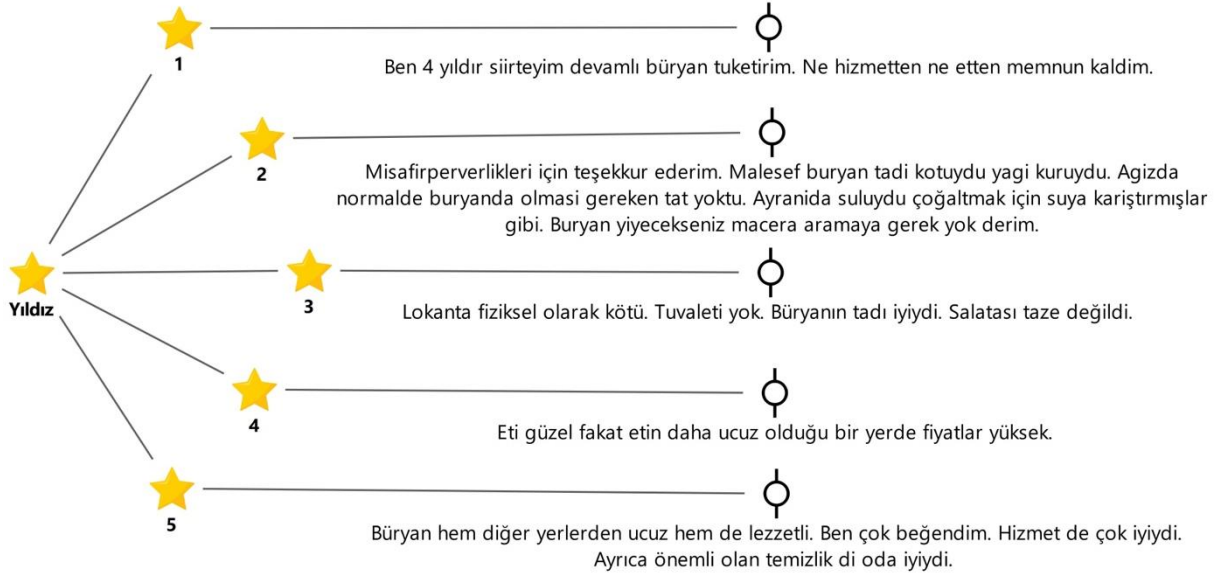 1
Ben 4 yıldır siirteyim devamlı büryan tuketirim. Ne hizmetten ne etten memnun kaldim.
2
Misafirperverlikleri için teşekkur ederim. Malesef buryan tadi kotuydu yagi kuruydu. Agizda
normalde buryanda olmasi gereken tat yoktu. Ayranida suluydu çoğaltmak için suya kariştırmışlar
gibi. Buryan yiyecekseniz macera aramaya gerek yok derim.
Yıldız
3
Lokanta fiziksel olarak kötü. Tuvaleti yok. Büryanın tadı iyiydi. Salatası taze değildi.
4
Eti güzel fakat etin daha ucuz olduğu bir yerde fiyatlar yüksek.
5
Büryan hem diğer yerlerden ucuz hem de lezzetli. Ben çok beğendim. Hizmet de çok iyiydi.
Ayrıca önemli olan temizlik di oda iyiydi.